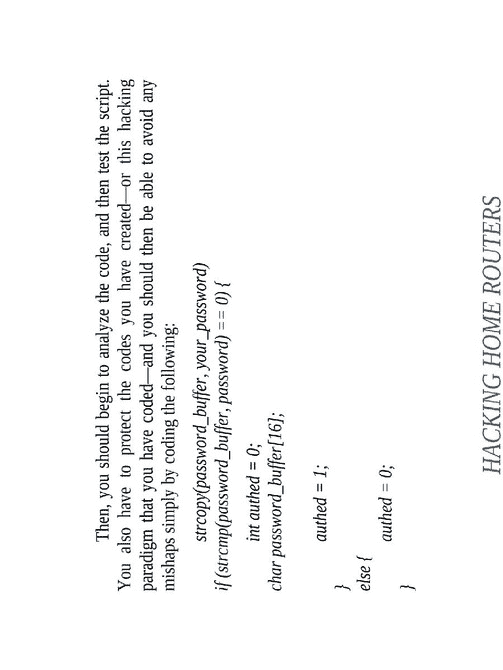 Then, you should begin to analyze the code, and then test the script.
You also have to protect the codes you have created—or this hacking
paradigm that you have coded—and you should then be able to avoid any
mishaps simply by coding the following:
strcopy(password_buffer, your_password)
if (strcmp(password_buffer, password) == 0) {
int authed = 0;
char password_buffer[16];
authed = 1;
}
else {
authed = 0;
}
HACKING HOME ROUTERS